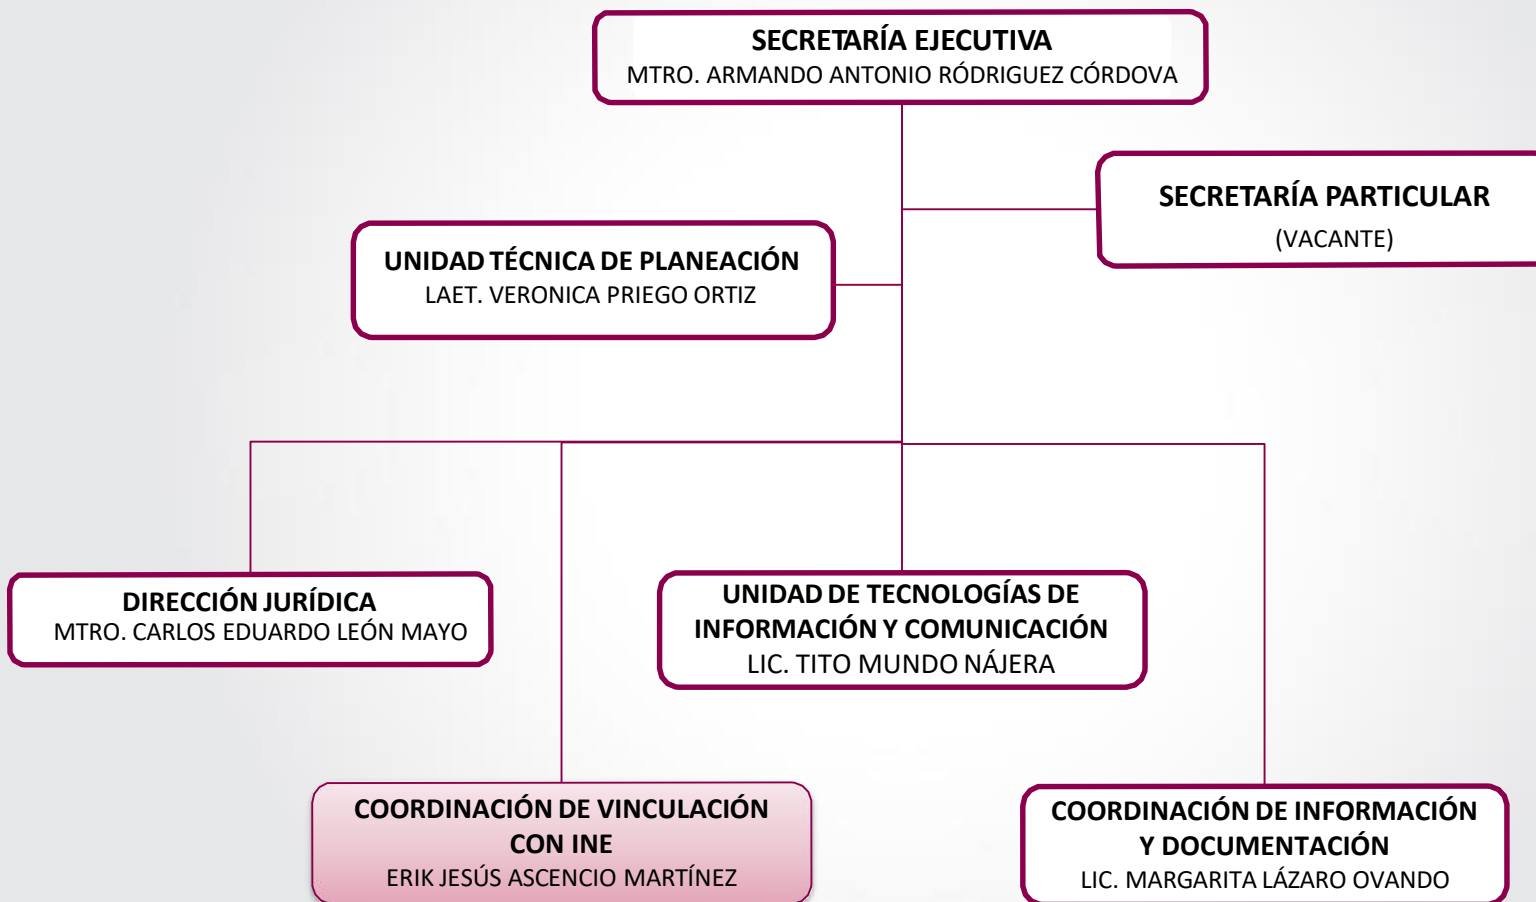 SECRETARÍA EJECUTIVA
MTRO. ARMANDO ANTONIO RÓDRIGUEZ CÓRDOVA
SECRETARÍA PARTICULAR
(VACANTE)
UNIDAD TÉCNICA DE PLANEACIÓN
LAET. VERONICA PRIEGO ORTIZ
DIRECCIÓN JURÍDICA
MTRO. CARLOS EDUARDO LEÓN MAYO
UNIDAD DE TECNOLOGÍAS DE
INFORMACIÓN Y COMUNICACIÓN
LIC. TITO MUNDO NÁJERA
COORDINACIÓN DE VINCULACIÓN
CON INE
ERIK JESÚS ASCENCIO MARTÍNEZ
COORDINACIÓN DE INFORMACIÓN
Y DOCUMENTACIÓN
LIC. MARGARITA LÁZARO OVANDO